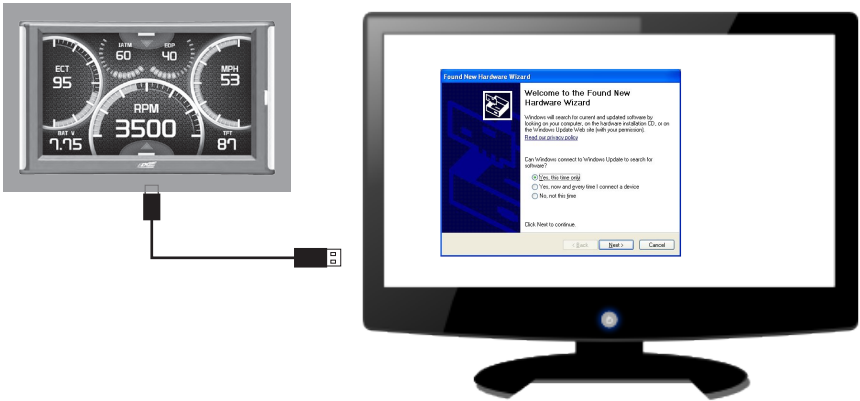 IATM
EOP
60
40
ECT
95
MPH
53
RPM
3500
BAT V
7.75
TFT
87
Found New Hardware Wizard
Welcome to the Found New
Hardware Wizard
Windows will search for current and updated software by
looking on your computer, on the hardware installation CD, or on
the Windows Update Web site (with your permission).
Read our privacy policy
Can Windows connect to Windows Update to search for
software?
Yes, this time only
Yes, now and every time I connect a device
No, not this time
Click Next to continue.
< Back
Next >
Cancel